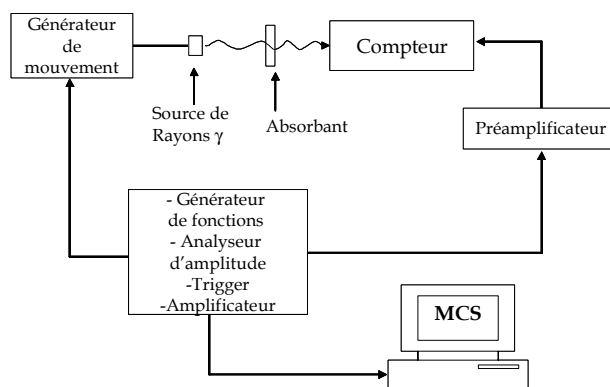 Générateur
de
mouvement
Compteur
Source de
Rayons γ
Absorbant
Préamplificateur
- Générateur
de fonctions
- Analyseur
d’amplitude
-Trigger
-Amplificateur
MCS